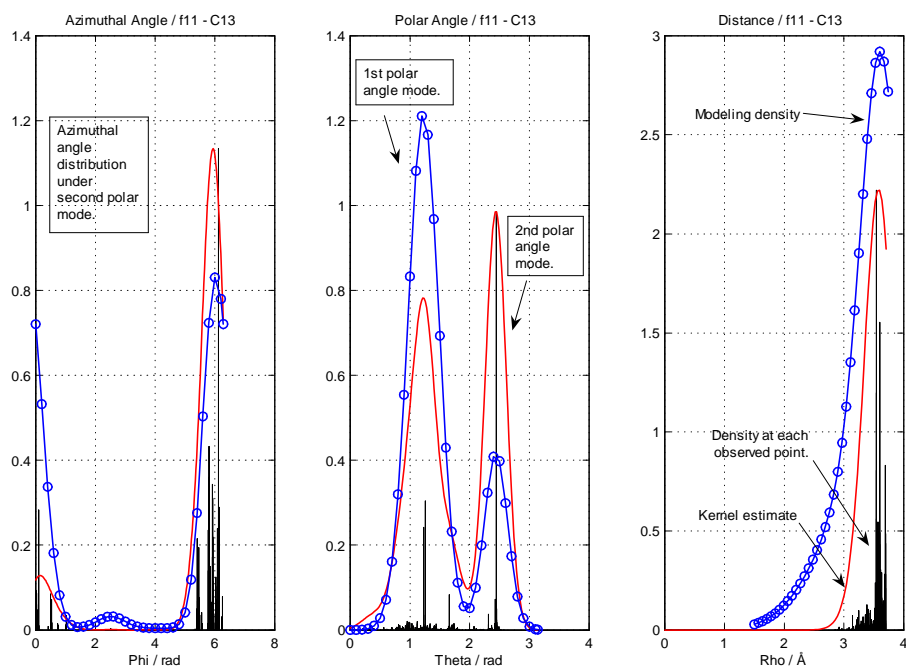 Azimuthal Angle / f11 - C13
1.4
1.2
1
0.8
0.6
0.4
0.2
0
0
2
4
6
8
Phi / rad
Azimuthal
angle
distribution
under
second polar
mode.
Polar Angle / f11 - C13
1.4
1.2
1
0.8
0.6
0.4
0.2
0
0
1
2
3
4
Theta / rad
1st polar
angle mode.
2nd polar
angle
mode.
Distance / f11 - C13
3
2.5
2
1.5
1
0.5
0
0
1
2
3
4
Rho / Å
Modeling density
Density at each
observed point.
Kernel estimate